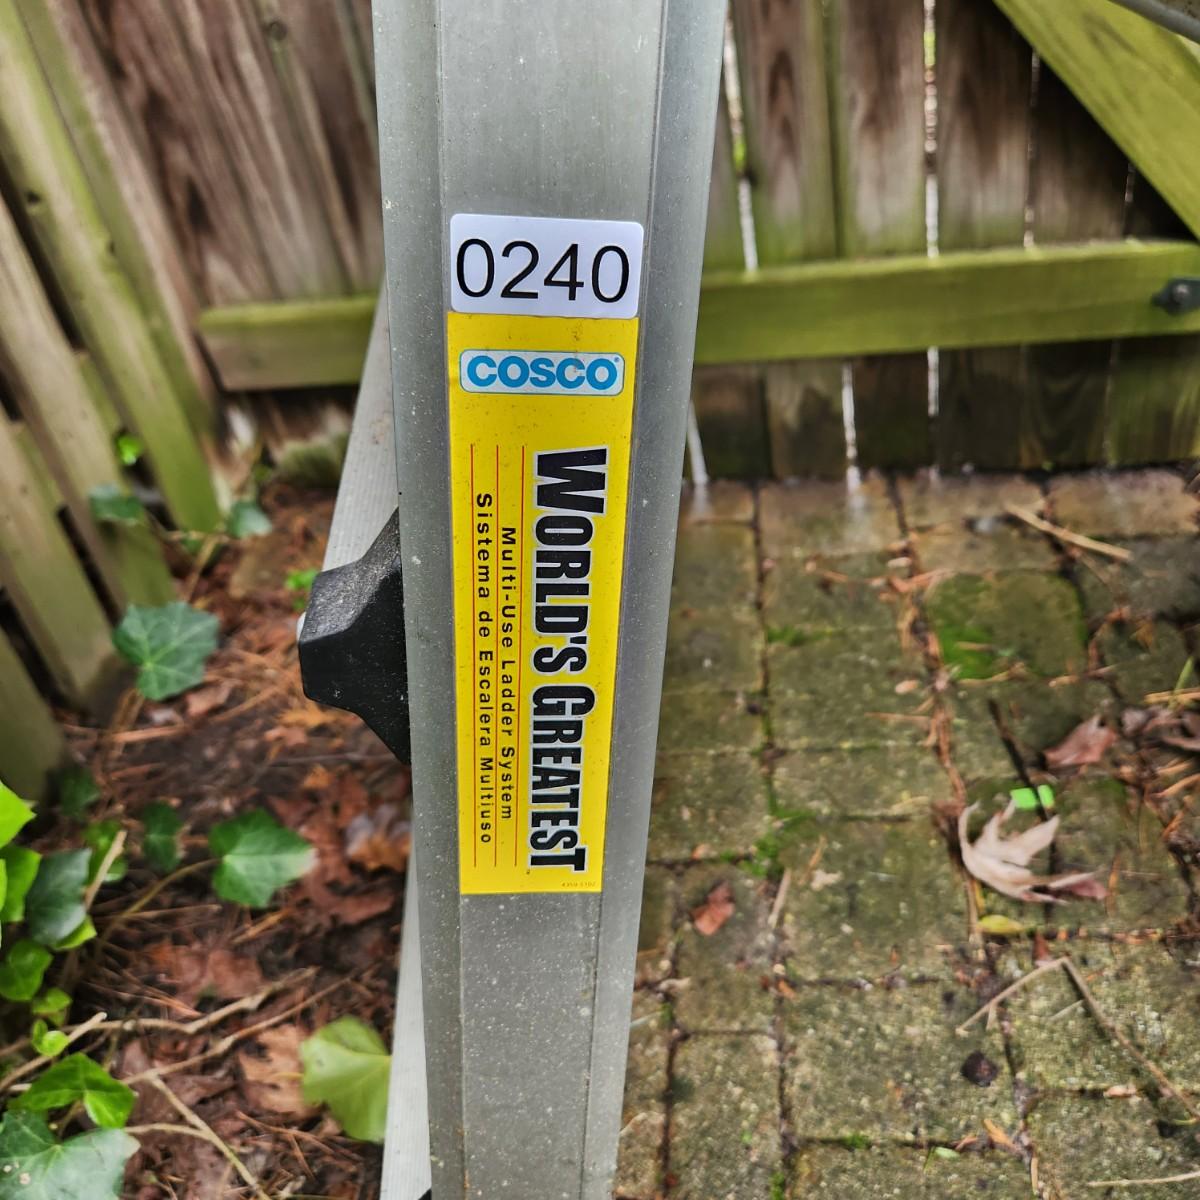 0240
COSCO®
WORLD'S GREATEST
Multi-Use Ladder System
Sistema de Escalera Multiuso